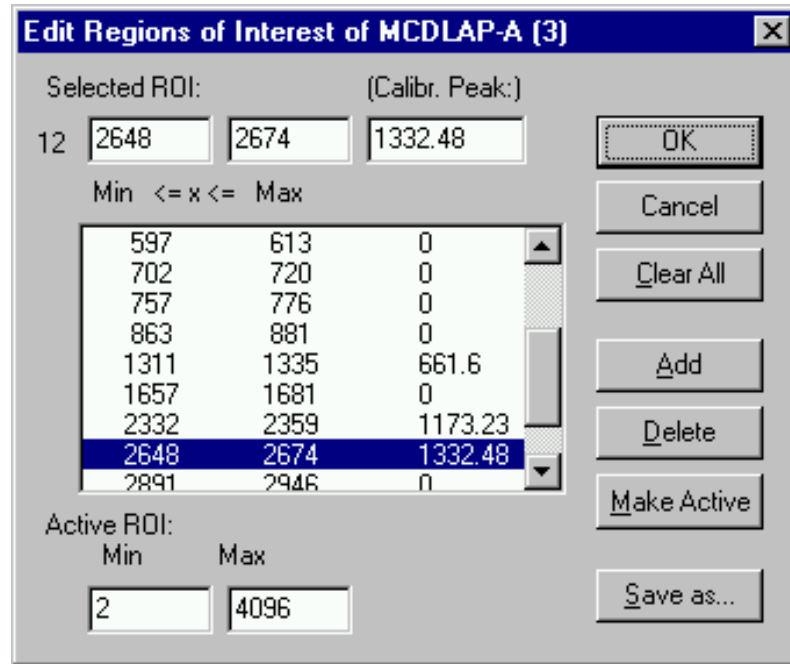 Edit Regions of Interest of MCDLAP-A (3)
Selected ROI: (Calibr. Peak:)
12 2648 2674 1332.48
Min <= x <= Max
597 613 0
702 720 0
757 776 0
863 881 0
1311 1335 661.6
1657 1681 0
2332 2359 1173.23
2648 2674 1332.48
2891 2946 0
Active ROI:
Min Max
2 4096
OK
Cancel
Clear All
Add
Delete
Make Active
Save as...